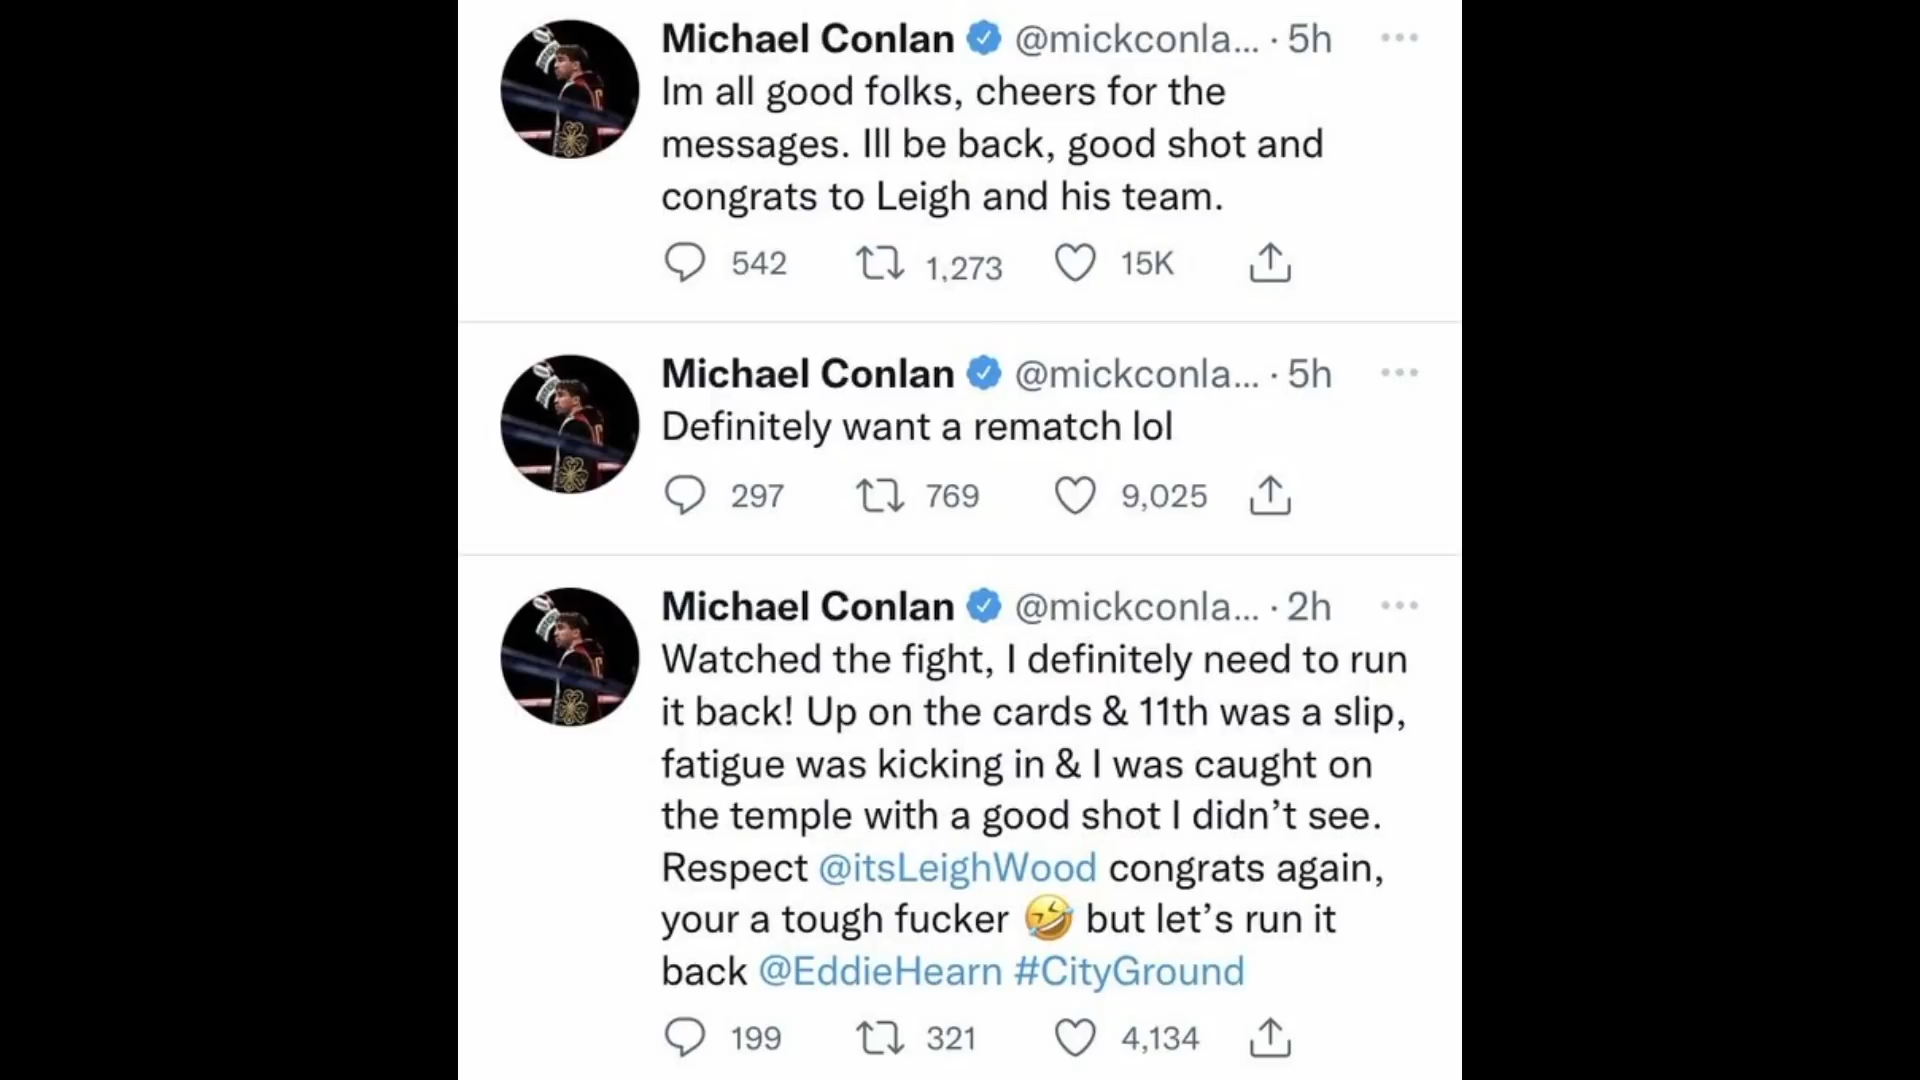 Michael Conlan @mickconla... · 5h
Im all good folks, cheers for the
messages. Ill be back, good shot and
congrats to Leigh and his team.
542 1,273 15K
Michael Conlan @mickconla... · 5h
Definitely want a rematch lol
297 769 9,025
Michael Conlan @mickconla... · 2h
Watched the fight, I definitely need to run
it back! Up on the cards & 11th was a slip,
fatigue was kicking in & I was caught on
the temple with a good shot I didn’t see.
Respect @itsLeighWood congrats again,
your a tough fucker 🤣 but let’s run it
back @EddieHearn #CityGround
199 321 4,134